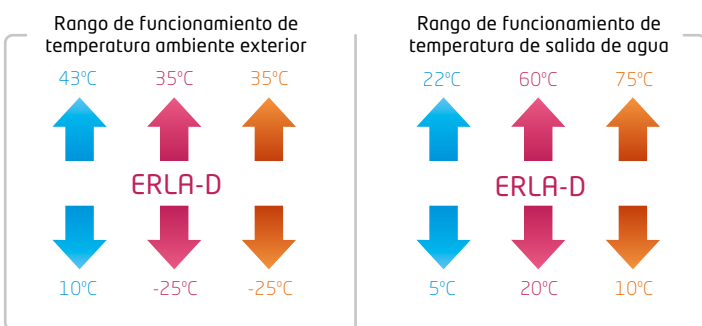 Rango de funcionamiento de
temperatura ambiente exterior
43ºC 35ºC 35ºC
ERLA-D
10ºC -25ºC -25ºC
Rango de funcionamiento de
temperatura de salida de agua
22ºC 60ºC 75ºC
ERLA-D
5ºC 20ºC 10ºC